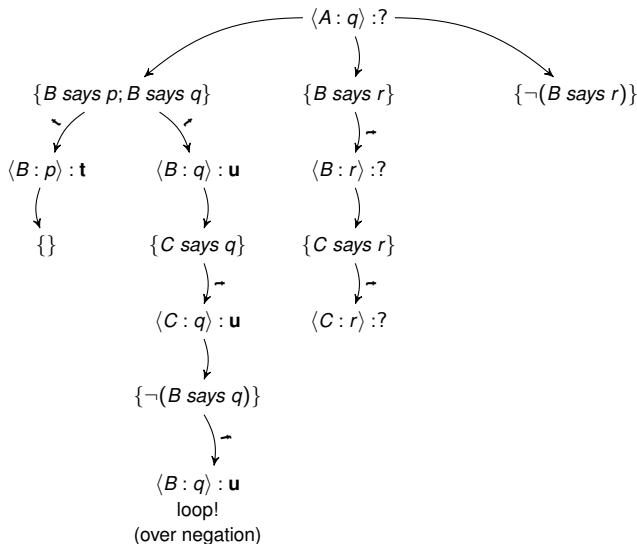 ⟨A : q⟩ :?
{B says p; B says q}
{B says r}
{¬(B says r)}
t
t
t
⟨B : p⟩ : t
⟨B : q⟩ : u
⟨B : r⟩ :?
{}
{C says q}
{C says r}
t
t
⟨C : q⟩ : u
⟨C : r⟩ :?
{¬(B says q)}
f
⟨B : q⟩ : u
loop!
(over negation)